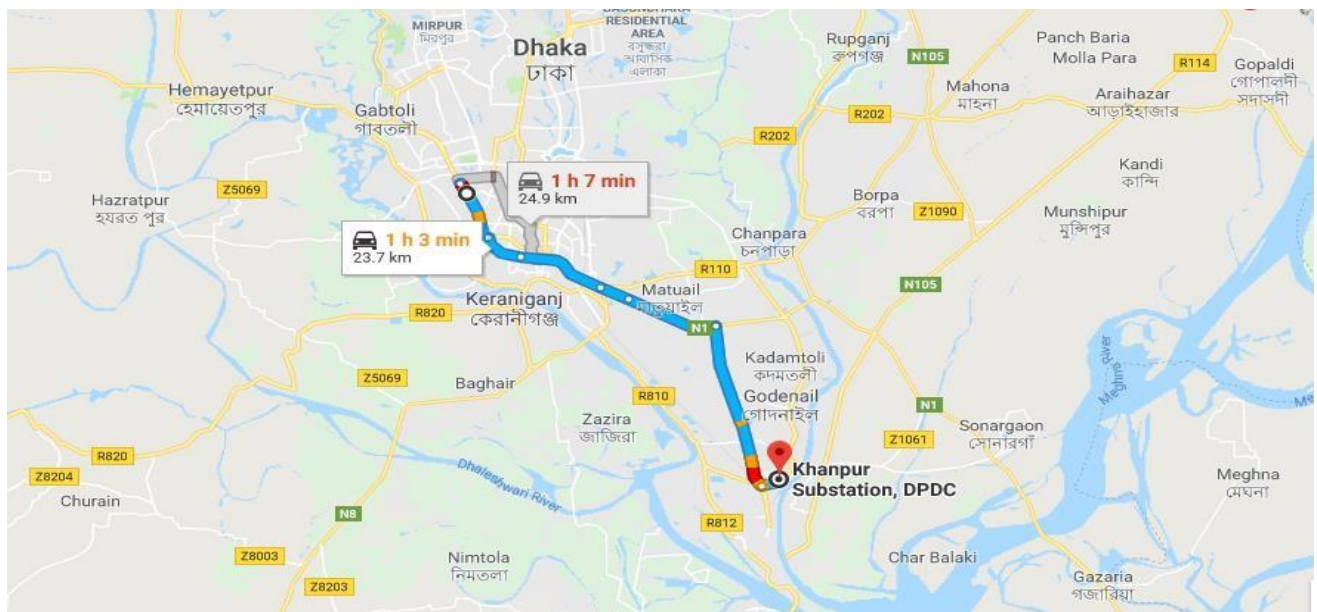 BASUNDHARA
RESIDENTIAL
AREA
বসুন্ধরা
আবাসিক
এলাকা
MIRPUR
মিরপুর
Dhaka
ঢাকা
Rupganj
রূপগঞ্জ
N105
Panch Baria
Molla Para
R114
Gopaldi
গোপালদী
সদাসদী
Hemayetpur
হেমায়েতপুর
Gabtoli
গাবতলী
Mahona
মাহনা
Araihazar
আড়াইহাজার
R202
R202
Kandi
কান্দি
1 h 7 min
24.9 km
Hazratpur
হযরত পুর
Z5069
Borpa
বরপা
Z1090
Munshipur
মুন্সিপুর
1 h 3 min
23.7 km
Chanpara
চনপাড়া
R110
N105
Matuail
মাতুয়াইল
Keraniganj
কেরানীগঞ্জ
R820
N1
Meghna River
Kadamtoli
কদমতলী
Z5069
Baghair
R810
Godenail
গোদনাইল
N1
Me
Zazira
জাজিরা
Z1061
Sonargaon
সোনারগাঁ
R820
Z8204
Churain
Dhaleshwari River
Khanpur
Substation, DPDC
Meghna
মেঘনা
N8
R812
Z8003
Nimtola
নিমতলা
Char Balaki
Z8203
Gazaria
গজারিয়া